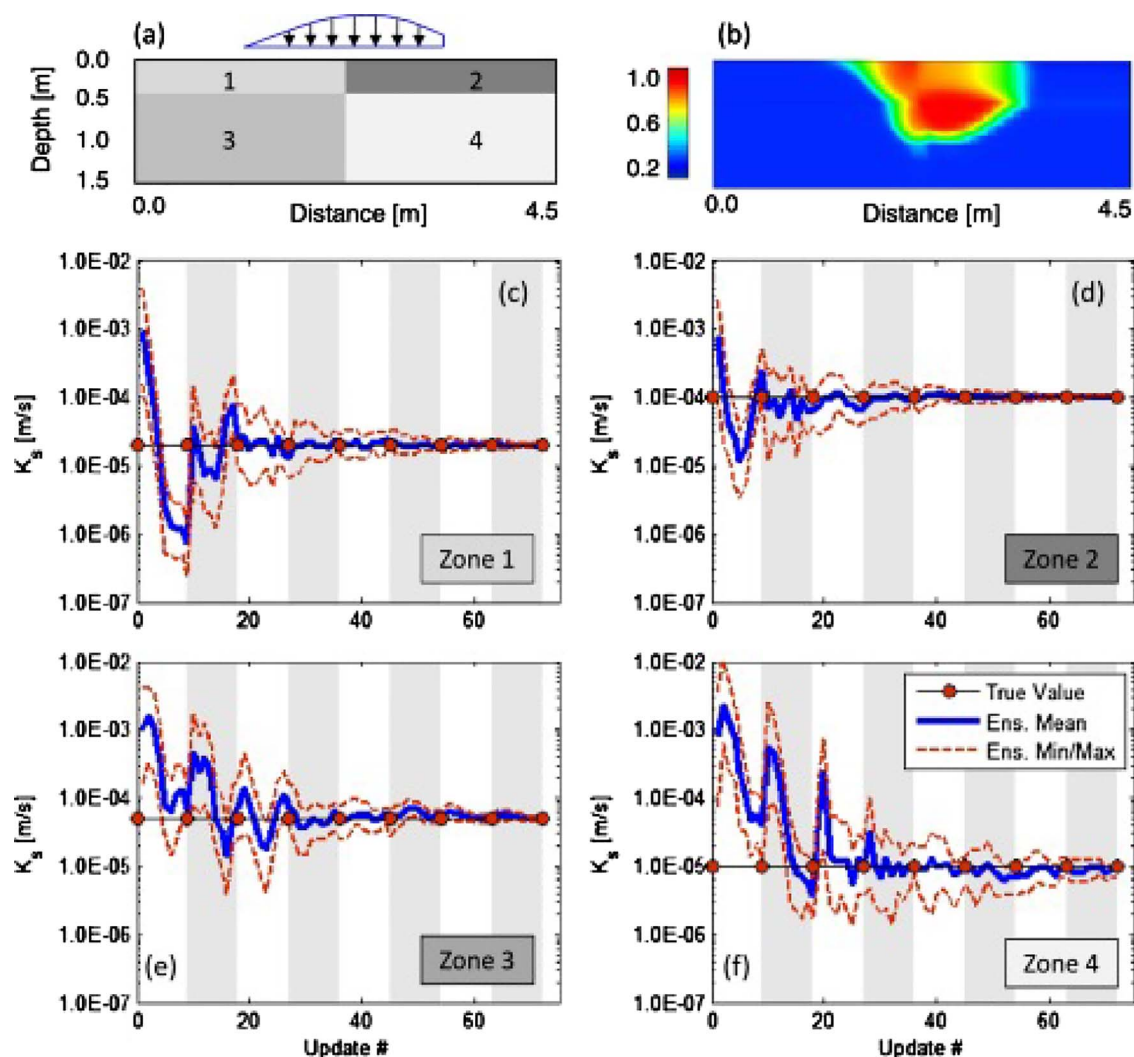 (a)
(b)
Depth [m]
0.0
0.5
1.0
1.5
1
2
3
4
0.0
Distance [m]
4.5
1.0
0.6
0.2
0.0
Distance [m]
4.5
K_s [m/s]
1.0E-02
1.0E-03
1.0E-04
1.0E-05
1.0E-06
1.0E-07
(c)
Zone 1
0
20
40
60
K_s [m/s]
1.0E-02
1.0E-03
1.0E-04
1.0E-05
1.0E-06
1.0E-07
(d)
Zone 2
0
20
40
60
K_s [m/s]
1.0E-02
1.0E-03
1.0E-04
1.0E-05
1.0E-06
1.0E-07
(e)
Zone 3
0
20
40
60
Update #
K_s [m/s]
1.0E-02
1.0E-03
1.0E-04
1.0E-05
1.0E-06
1.0E-07
True Value
Ens. Mean
Ens. Min/Max
(f)
Zone 4
0
20
40
60
Update #